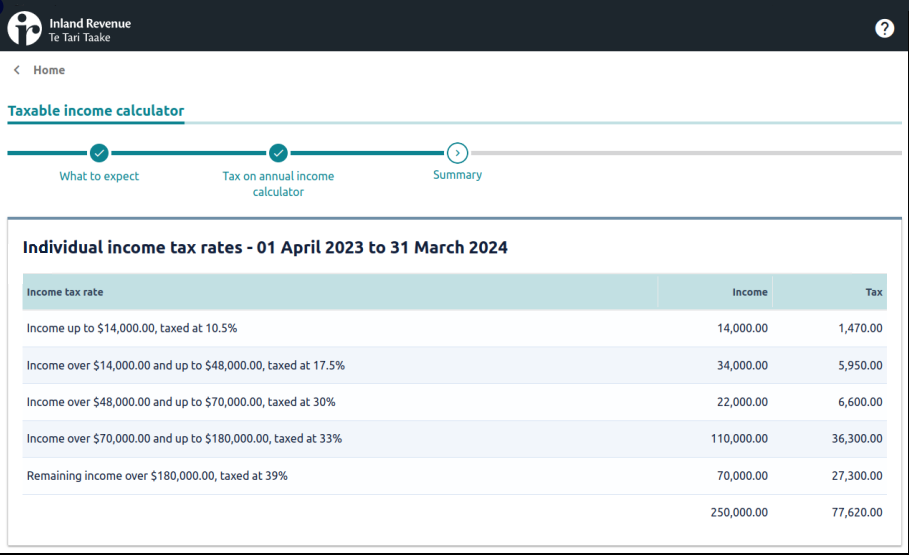 Inland Revenue
Te Tari Taake
?
Home
Taxable income calculator
What to expect
Tax on annual income
calculator
Summary
Individual income tax rates - 01 April 2023 to 31 March 2024
Income tax rate Income Tax
Income up to $14,000.00, taxed at 10.5% 14,000.00 1,470.00
Income over $14,000.00 and up to $48,000.00, taxed at 17.5% 34,000.00 5,950.00
Income over $48,000.00 and up to $70,000.00, taxed at 30% 22,000.00 6,600.00
Income over $70,000.00 and up to $180,000.00, taxed at 33% 110,000.00 36,300.00
Remaining income over $180,000.00, taxed at 39% 70,000.00 27,300.00
250,000.00 77,620.00